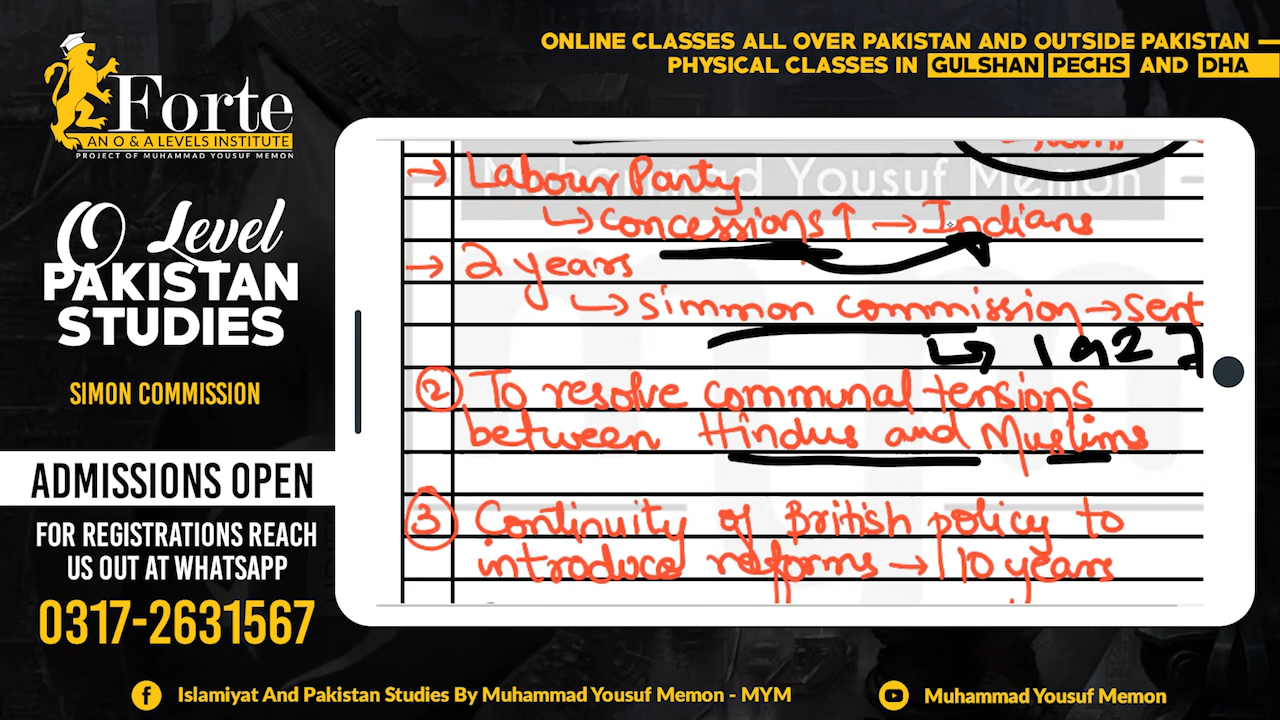 ONLINE CLASSES ALL OVER PAKISTAN AND OUTSIDE PAKISTAN
PHYSICAL CLASSES IN GULSHAN PECHS AND DHA
Forte
AN O & A LEVELS INSTITUTE
PROJECT OF MUHAMMAD YOUSUF MEMON
O Level
PAKISTAN
STUDIES
SIMON COMMISSION
ADMISSIONS OPEN
FOR REGISTRATIONS REACH
US OUT AT WHATSAPP
0317-2631567
Muhammad Yousuf Memon
→ Labour Party
↳ concessions ↑ → Indians
→ 2 years
↳ simmon commission → sent
↳ 1927
② To resolve communal tensions
between Hindus and Muslims
③ Continuity of British policy to
introduce reforms → 10 years
Islamiyat And Pakistan Studies By Muhammad Yousuf Memon - MYM
Muhammad Yousuf Memon